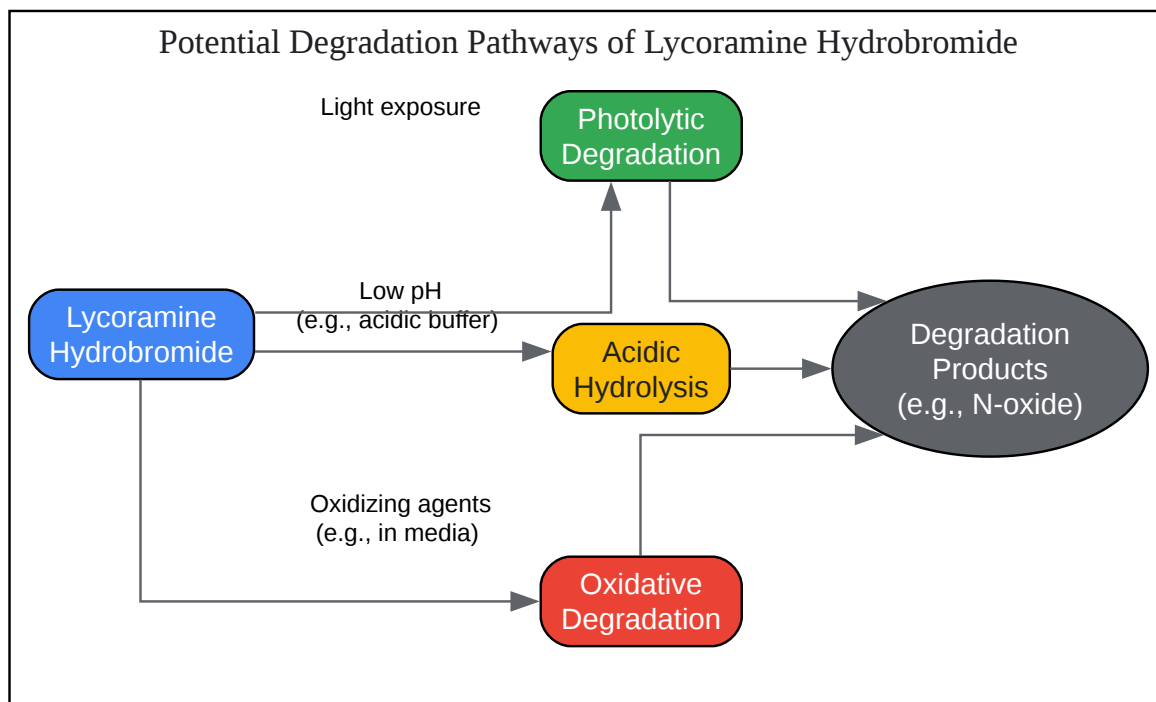 Potential Degradation Pathways of Lycoramine Hydrobromide
Light exposure
Photolytic
Degradation
Low pH
(e.g., acidic buffer)
Lycoramine
Hydrobromide
Acidic
Hydrolysis
Degradation
Products
(e.g., N-oxide)
Oxidizing agents
(e.g., in media)
Oxidative
Degradation